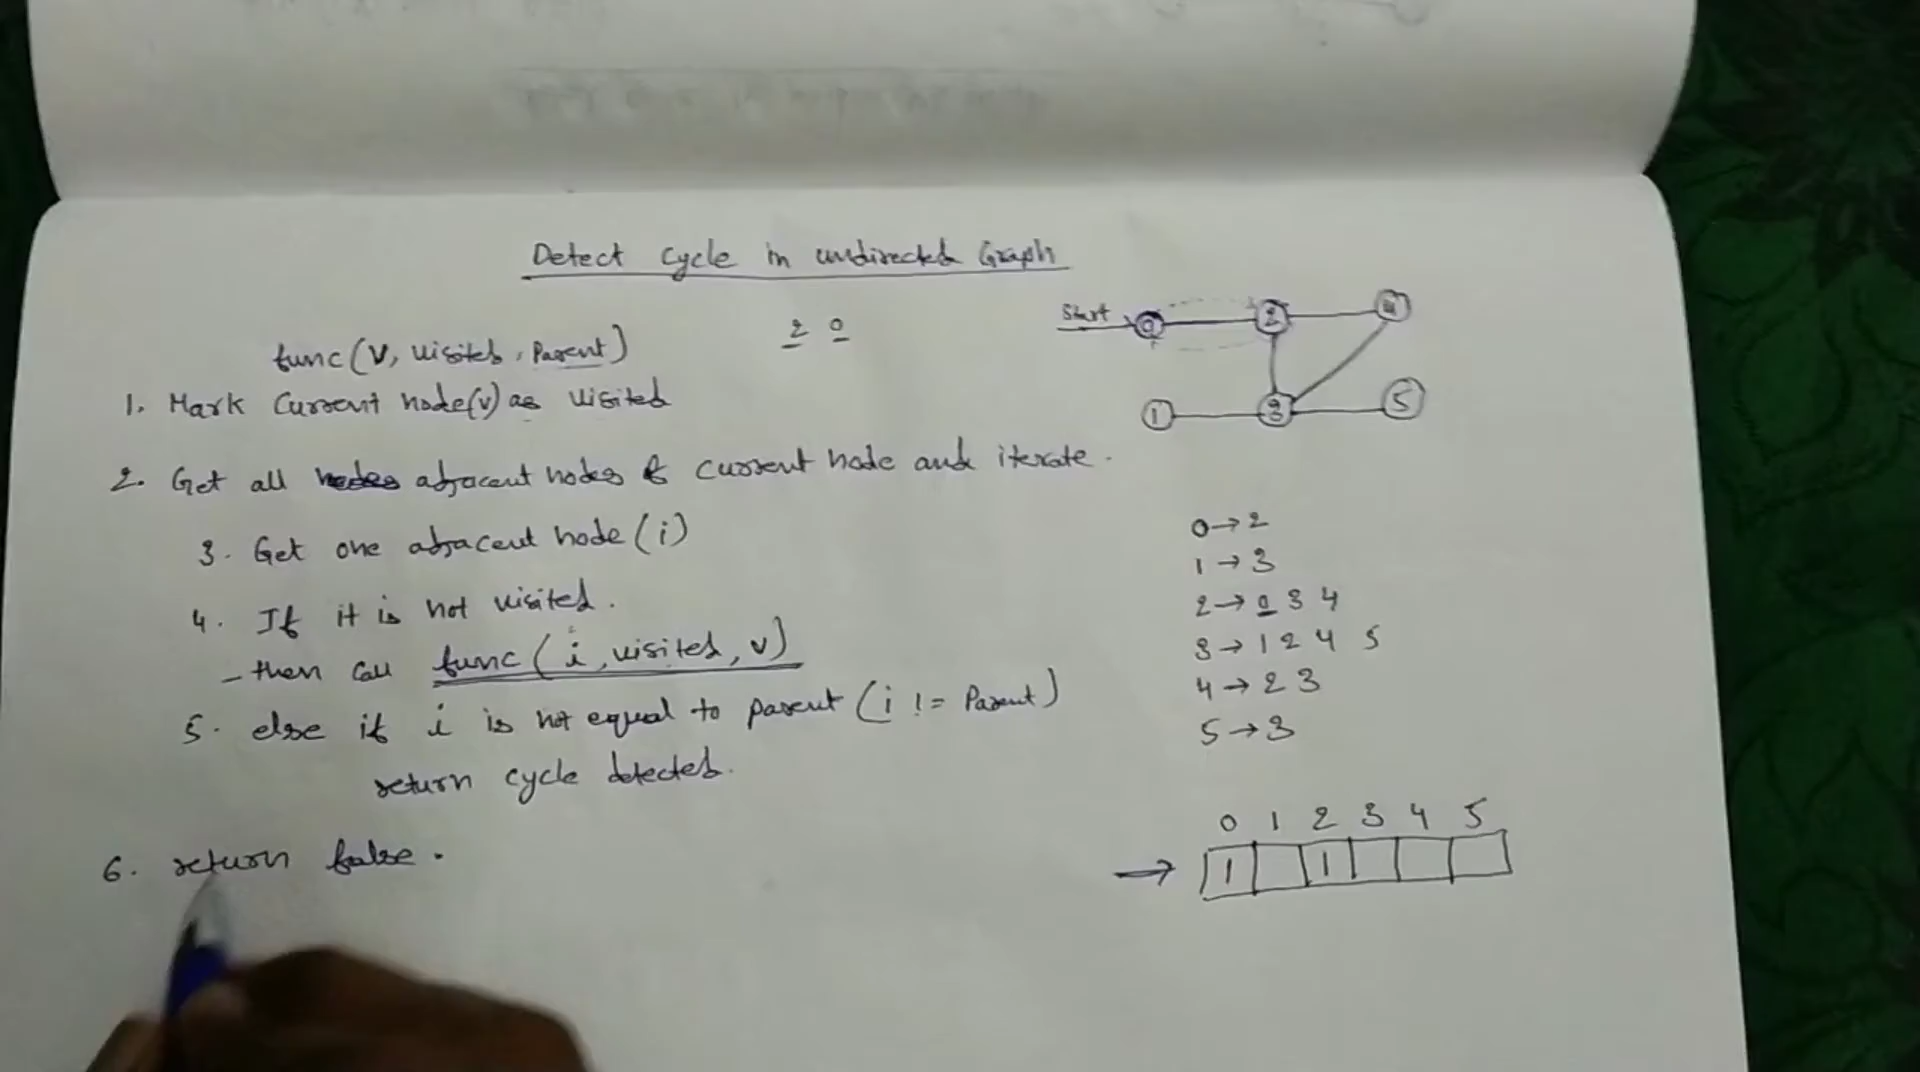 Detect Cycle in undirected Graph
func (V, visited, Parent)
2 0
1. Mark Current node(v) as visited
2. Get all adjacent nodes of current node and iterate.
3. Get one adjacent node (i)
4. If it is not visited.
- then call func (i, visited, v)
5. else if i is not equal to parent (i != Parent)
return cycle detected.
6. return false.
Start 0 2 4
1 3 5
0 → 2
1 → 3
2 → 0 3 4
3 → 1 2 4 5
4 → 2 3
5 → 3
0 1 2 3 4 5
→ 1 1